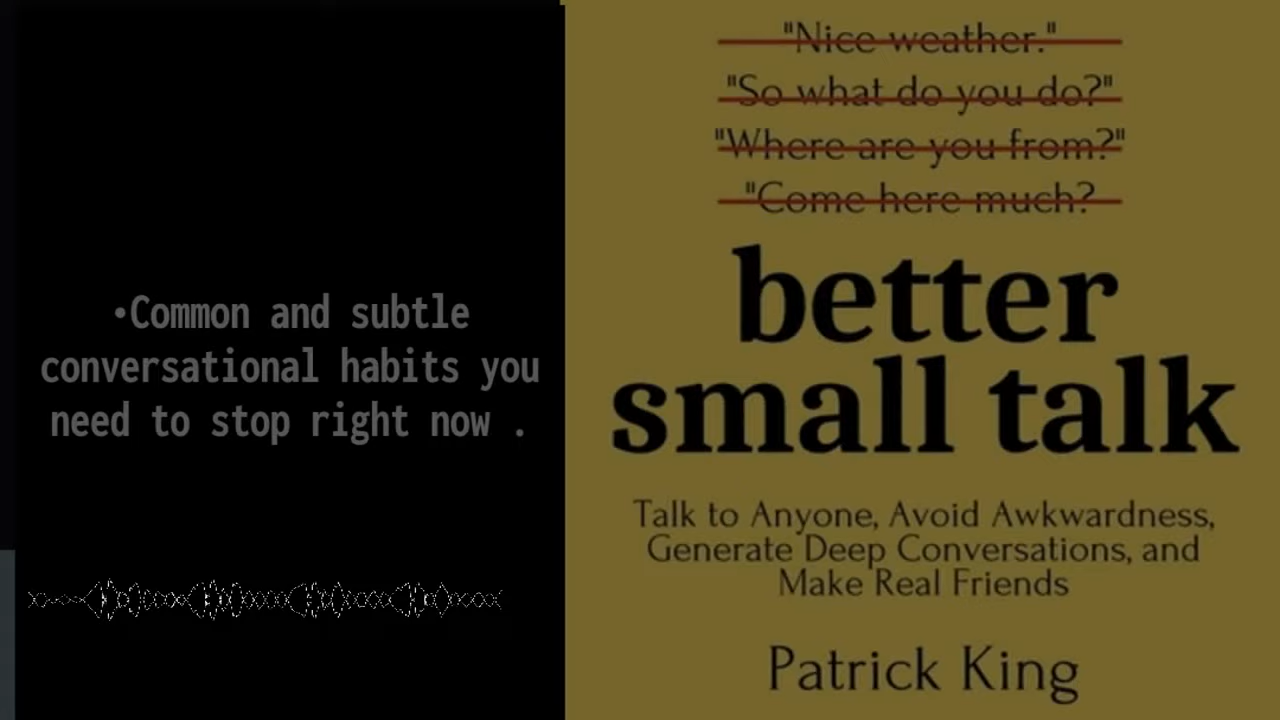 •Common and subtle
conversational habits you
need to stop right now .
"Nice weather."
"So what do you do?"
"Where are you from?"
"Come here much?
better
small talk
Talk to Anyone, Avoid Awkwardness,
Generate Deep Conversations, and
Make Real Friends
Patrick King